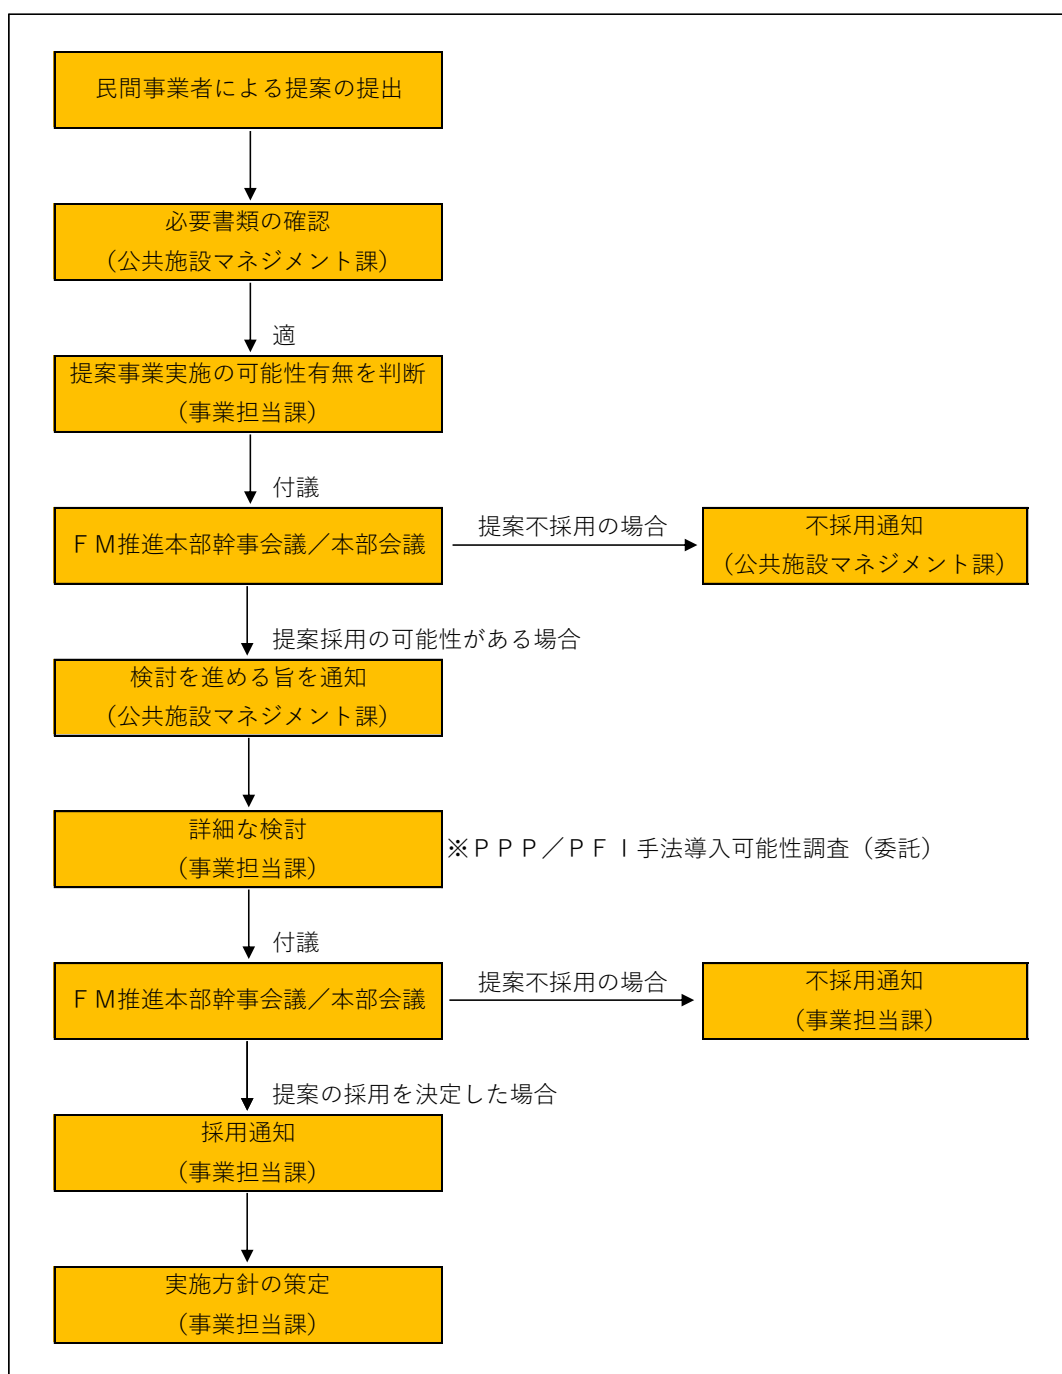 民間事業者による提案の提出
必要書類の確認
（公共施設マネジメント課）
適
提案事業実施の可能性有無を判断
（事業担当課）
付議
ＦＭ推進本部幹事会議／本部会議
提案不採用の場合
不採用通知
（公共施設マネジメント課）
提案採用の可能性がある場合
検討を進める旨を通知
（公共施設マネジメント課）
詳細な検討
（事業担当課）
※ＰＰＰ／ＰＦＩ手法導入可能性調査（委託）
付議
ＦＭ推進本部幹事会議／本部会議
提案不採用の場合
不採用通知
（事業担当課）
提案の採用を決定した場合
採用通知
（事業担当課）
実施方針の策定
（事業担当課）